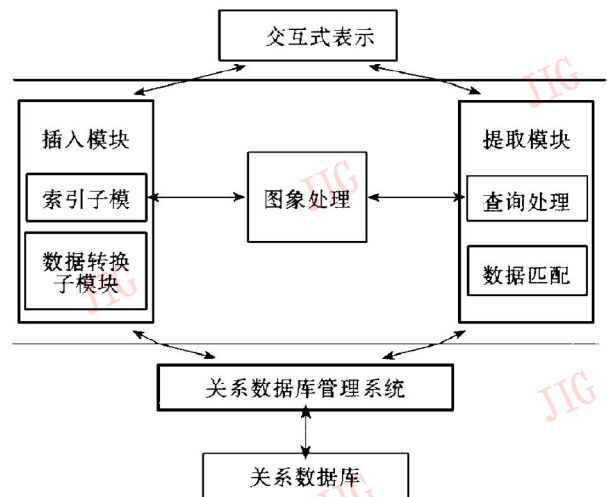 交互式表示
JIG
插入模块
提取模块
索引子模
图象处理
JIG
查询处理
数据转换
子模块
JIG
数据匹配
关系数据库管理系统
JIG
关系数据库
JIG